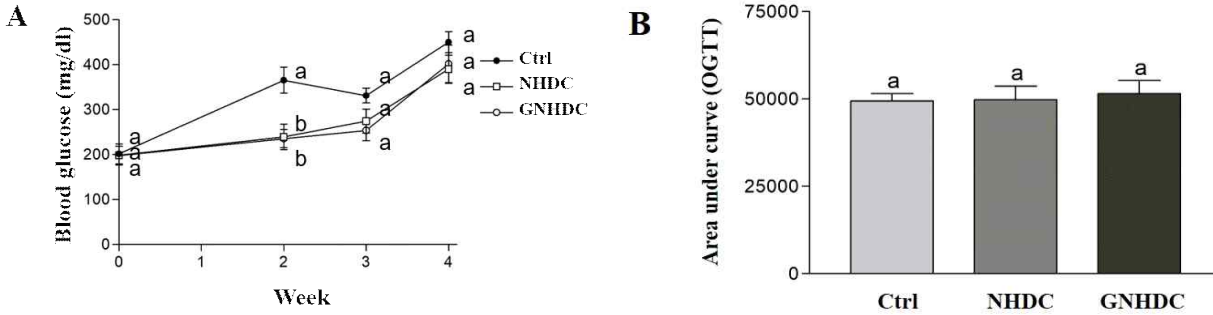 A
Blood glucose (mg/dl)
500
400
300
200
100
0
a
a
a
a
b
b
a
a
a
a
a
a
0
1
2
3
4
Week
Ctrl
NHDC
GNHDC
B
Area under curve (OGTT)
75000
50000
25000
0
a
a
a
Ctrl
NHDC
GNHDC